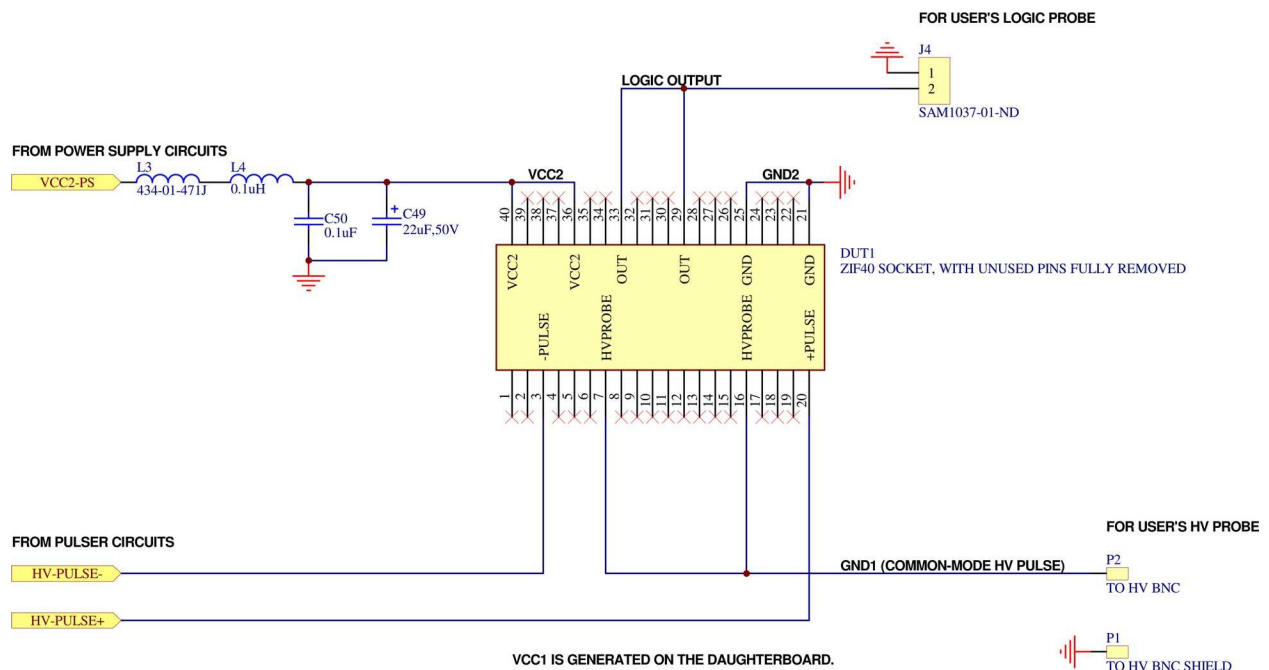 FOR USER'S LOGIC PROBE
J4
1
2
SAM1037-01-ND
LOGIC OUTPUT
FROM POWER SUPPLY CIRCUITS
VCC2-PS
L3
434-01-471J
L4
0.1uH
VCC2
GND2
C50
0.1uF
+
C49
22uF,50V
40 39 38 37 36 35 34 33 32 31 30 29 28 27 26 25 24 23 22 21
VCC2 VCC2 OUT OUT GND GND
-PULSE HVPROBE HVPROBE +PULSE
1 2 3 4 5 6 7 8 9 10 11 12 13 14 15 16 17 18 19 20
DUT1
ZIF40 SOCKET, WITH UNUSED PINS FULLY REMOVED
FROM PULSER CIRCUITS
HV-PULSE-
HV-PULSE+
GND1 (COMMON-MODE HV PULSE)
FOR USER'S HV PROBE
P2
TO HV BNC
P1
TO HV BNC SHIELD
VCC1 IS GENERATED ON THE DAUGHTERBOARD.